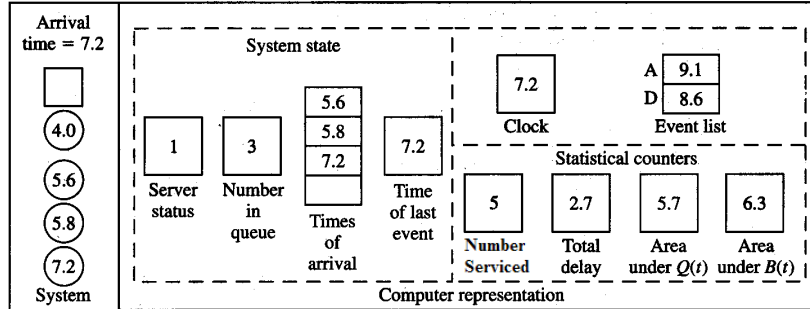 Arrival
time = 7.2
4.0
5.6
5.8
7.2
System
System state
1
Server
status
3
Number
in
queue
5.6
5.8
7.2
Times
of
arrival
7.2
Time
of last
event
7.2
Clock
A 9.1
D 8.6
Event list
Statistical counters
5
Number
Serviced
2.7
Total
delay
5.7
Area
under Q(t)
6.3
Area
under B(t)
Computer representation